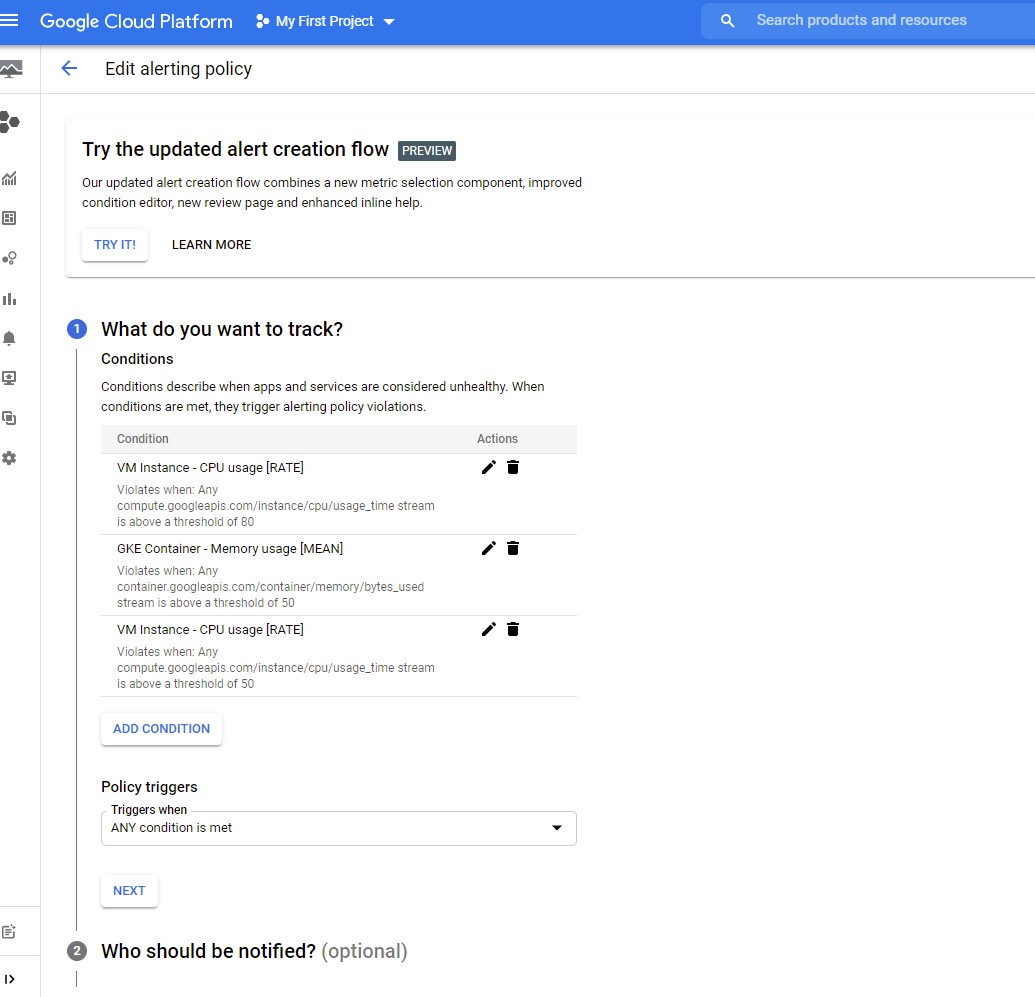 Google Cloud Platform
My First Project
Search products and resources
Edit alerting policy
Try the updated alert creation flow PREVIEW
Our updated alert creation flow combines a new metric selection component, improved
condition editor, new review page and enhanced inline help.
TRY IT!
LEARN MORE
1 What do you want to track?
Conditions
Conditions describe when apps and services are considered unhealthy. When
conditions are met, they trigger alerting policy violations.
Condition Actions
VM Instance - CPU usage [RATE]
Violates when: Any
compute.googleapis.com/instance/cpu/usage_time stream
is above a threshold of 80
GKE Container - Memory usage [MEAN]
Violates when: Any
container.googleapis.com/container/memory/bytes_used
stream is above a threshold of 50
VM Instance - CPU usage [RATE]
Violates when: Any
compute.googleapis.com/instance/cpu/usage_time stream
is above a threshold of 50
ADD CONDITION
Policy triggers
Triggers when
ANY condition is met
NEXT
2 Who should be notified? (optional)